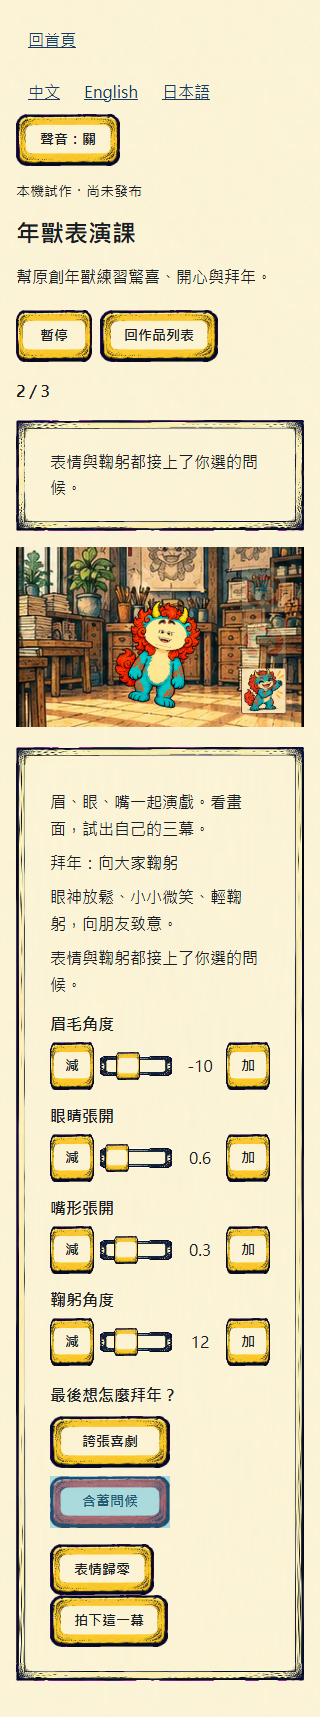 回首頁
中文 English 日本語
聲音：關
本機試作・尚未發布
年獸表演課
幫原創年獸練習驚喜、開心與拜年。
暫停 回作品列表
2 / 3
表情與鞠躬都接上了你選的問
候。
眉、眼、嘴一起演戲。看畫
面，試出自己的三幕。
拜年：向大家鞠躬
眼神放鬆、小小微笑、輕鞠
躬，向朋友致意。
表情與鞠躬都接上了你選的問
候。
眉毛角度
減 -10 加
眼睛張開
減 0.6 加
嘴形張開
減 0.3 加
鞠躬角度
減 12 加
最後想怎麼拜年？
誇張喜劇
含蓄問候
表情歸零
拍下這一幕